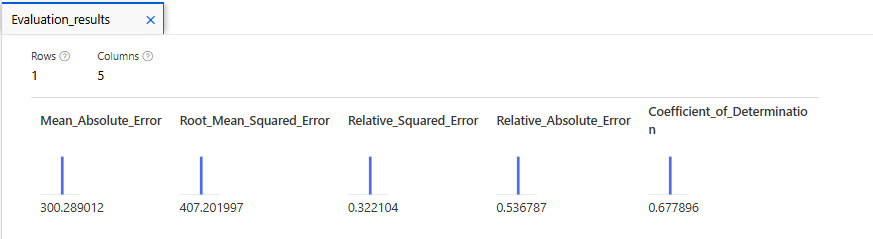 Evaluation_results
Rows Columns
1 5
Mean_Absolute_Error Root_Mean_Squared_Error Relative_Squared_Error Relative_Absolute_Error Coefficient_of_Determinatio
n
300.289012 407.201997 0.322104 0.536787 0.677896